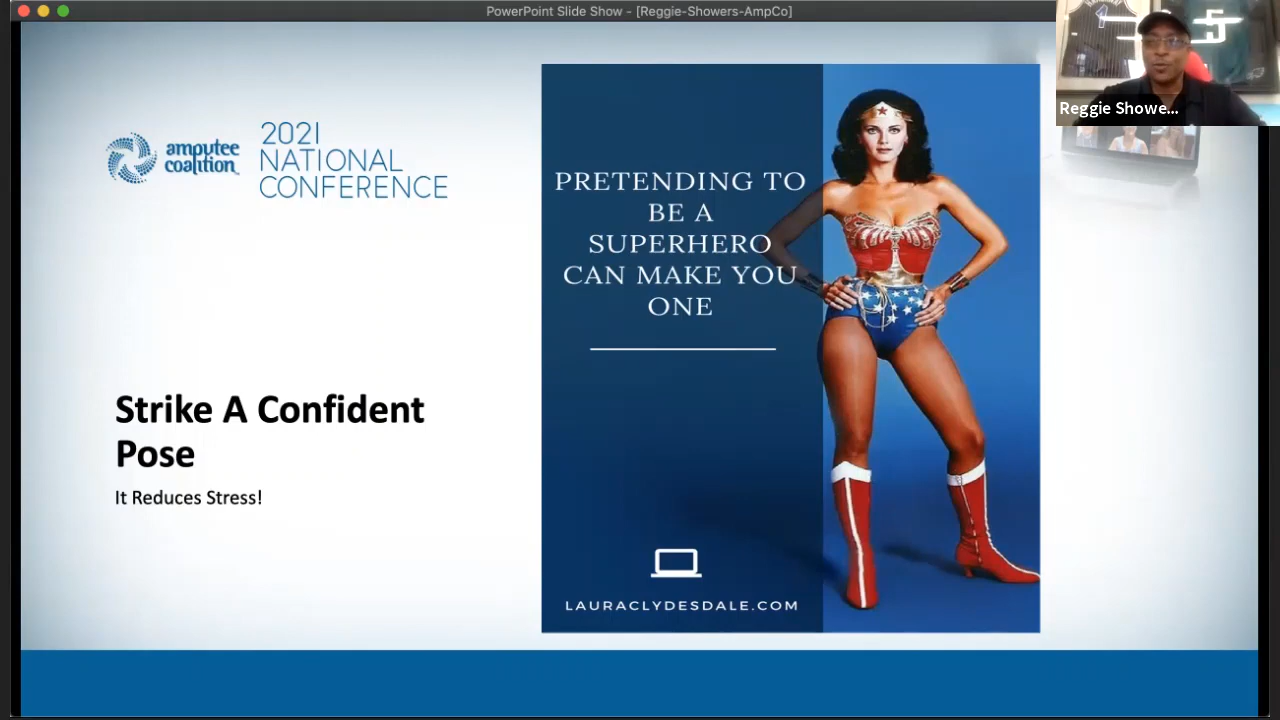 PowerPoint Slide Show - [Reggie-Showers-AmpCo]
Reggie Showe...
amputee
coalition
2021
NATIONAL
CONFERENCE
PRETENDING TO
BE A
SUPERHERO
CAN MAKE YOU
ONE
Strike A Confident
Pose
It Reduces Stress!
LAURACLYDESDALE.COM